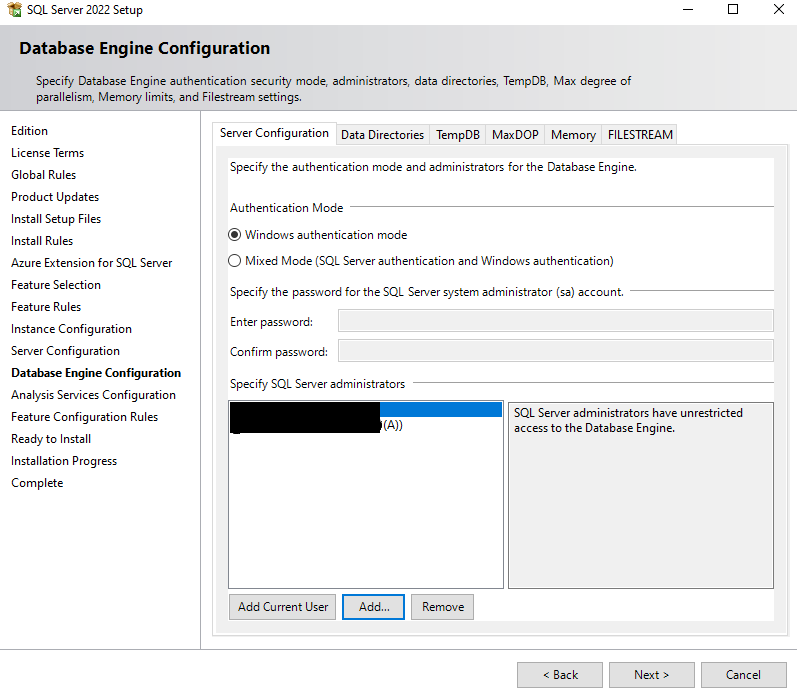 SQL Server 2022 Setup
Database Engine Configuration
Specify Database Engine authentication security mode, administrators, data directories, TempDB, Max degree of
parallelism, Memory limits, and Filestream settings.
Edition
License Terms
Global Rules
Product Updates
Install Setup Files
Install Rules
Azure Extension for SQL Server
Feature Selection
Feature Rules
Instance Configuration
Server Configuration
Database Engine Configuration
Analysis Services Configuration
Feature Configuration Rules
Ready to Install
Installation Progress
Complete
Server Configuration Data Directories TempDB MaxDOP Memory FILESTREAM
Specify the authentication mode and administrators for the Database Engine.
Authentication Mode
Windows authentication mode
Mixed Mode (SQL Server authentication and Windows authentication)
Specify the password for the SQL Server system administrator (sa) account.
Enter password:
Confirm password:
Specify SQL Server administrators
(A))
SQL Server administrators have unrestricted
access to the Database Engine.
Add Current User Add... Remove
< Back Next > Cancel